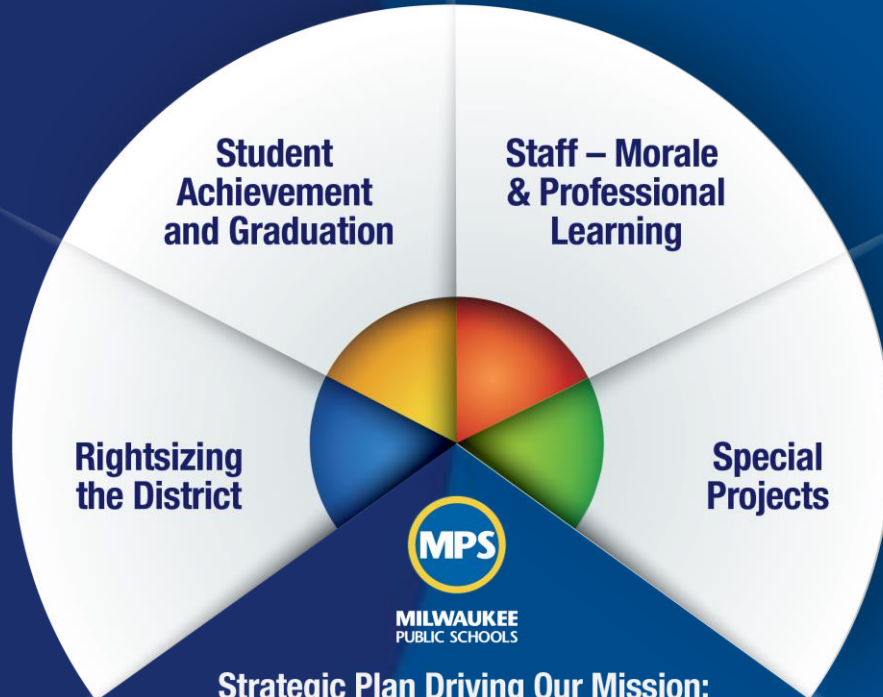 Student
Achievement
and Graduation
Staff – Morale
& Professional
Learning
Rightsizing
the District
Special
Projects
MPS
MILWAUKEE
PUBLIC SCHOOLS
Strategic Plan Driving Our Mission: